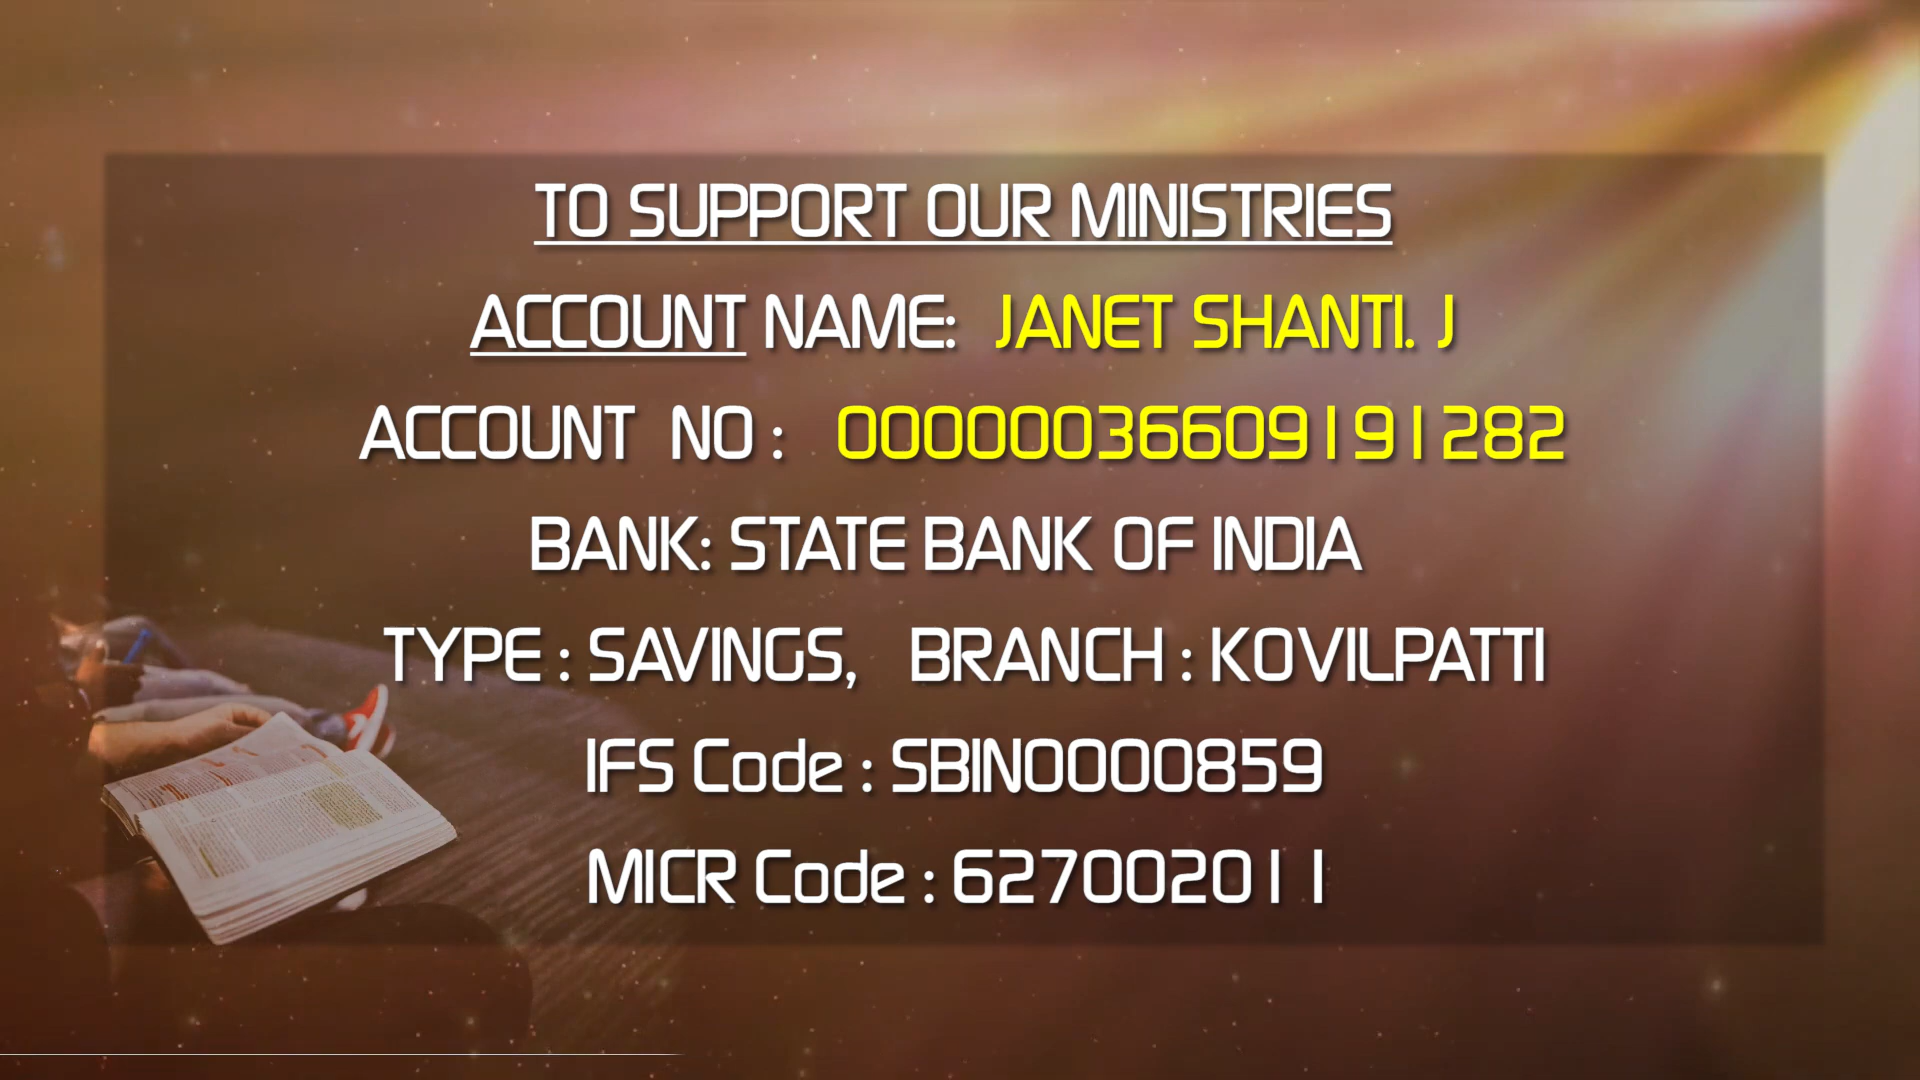 TO SUPPORT OUR MINISTRIES
ACCOUNT NAME: JANET SHANTI. J
ACCOUNT NO : 00000036609191282
BANK: STATE BANK OF INDIA
TYPE : SAVINGS, BRANCH : KOVILPATTI
IFS Code : SBIN0000859
MICR Code : 627002011